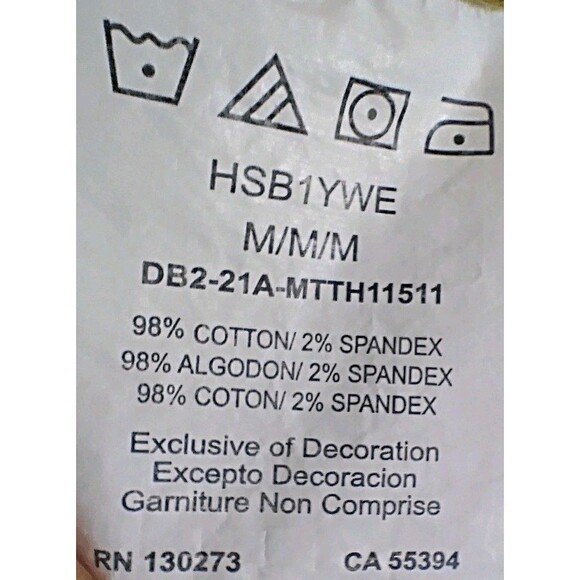 HSB1YWE
M/M/M
DB2-21A-MTTH11511
98% COTTON/ 2% SPANDEX
98% ALGODON/ 2% SPANDEX
98% COTON/ 2% SPANDEX
Exclusive of Decoration
Excepto Decoracion
Garniture Non Comprise
RN 130273 CA 55394